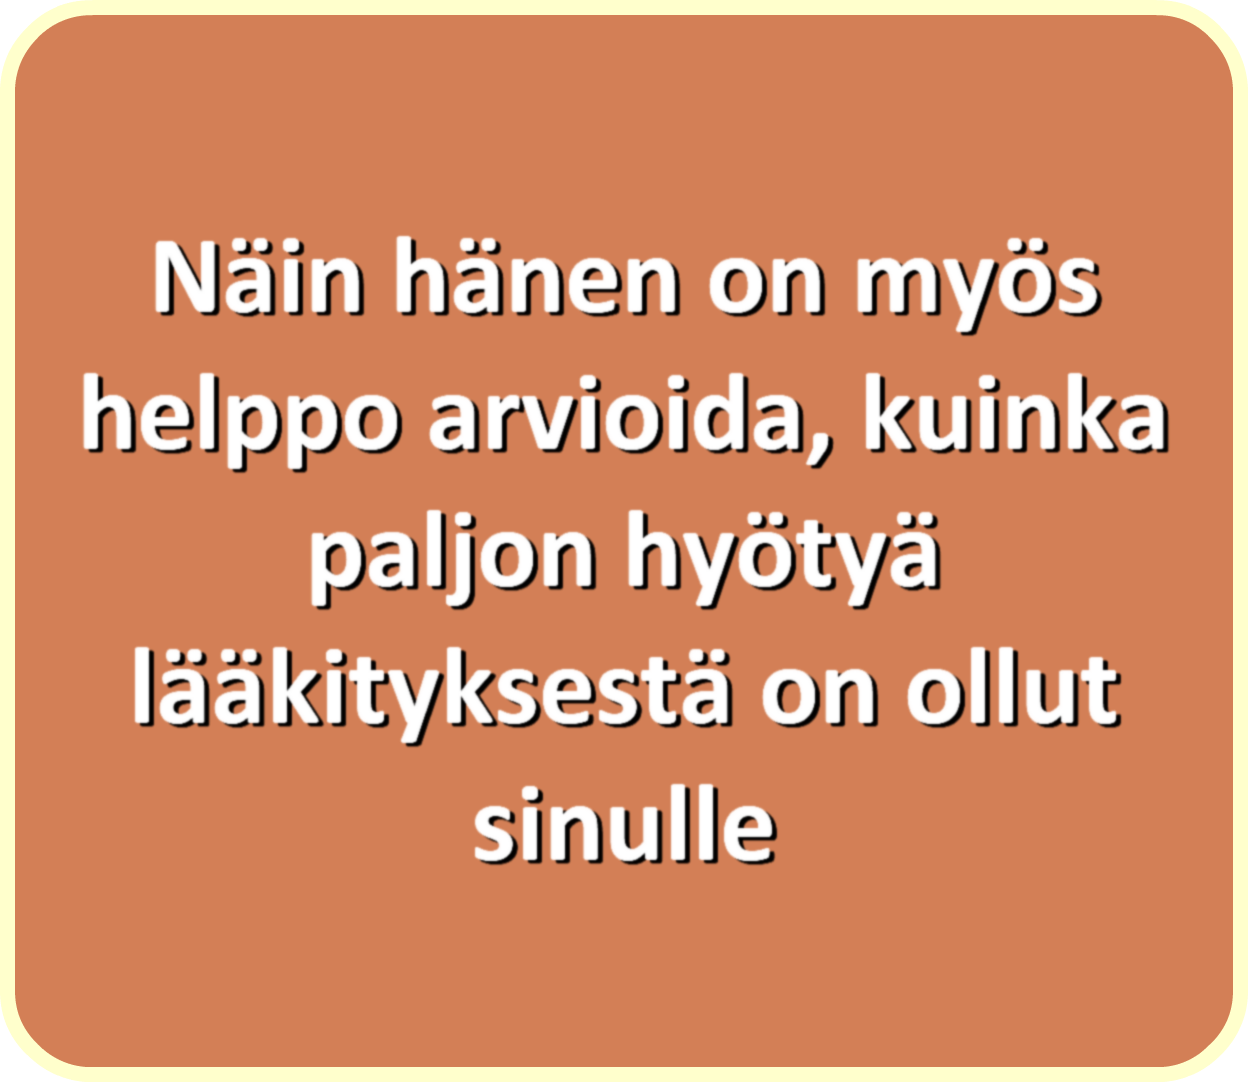 Näin hänen on myös
helppo arvioida, kuinka
paljon hyötyä
lääkityksestä on ollut
sinulle